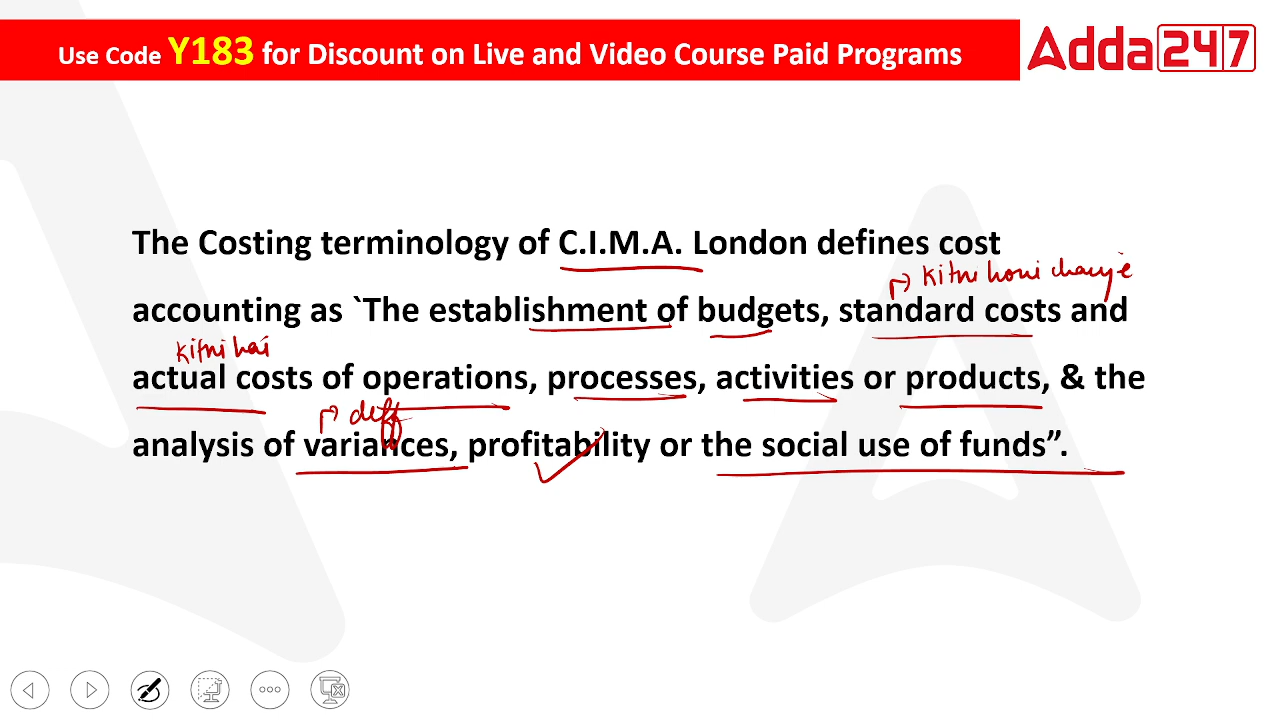 Use Code Y183 for Discount on Live and Video Course Paid Programs
Adda247
The Costing terminology of C.I.M.A. London defines cost
kitni honi chahiye
accounting as `The establishment of budgets, standard costs and
kitni hai
actual costs of operations, processes, activities or products, & the
deff
analysis of variances, profitability or the social use of funds”.